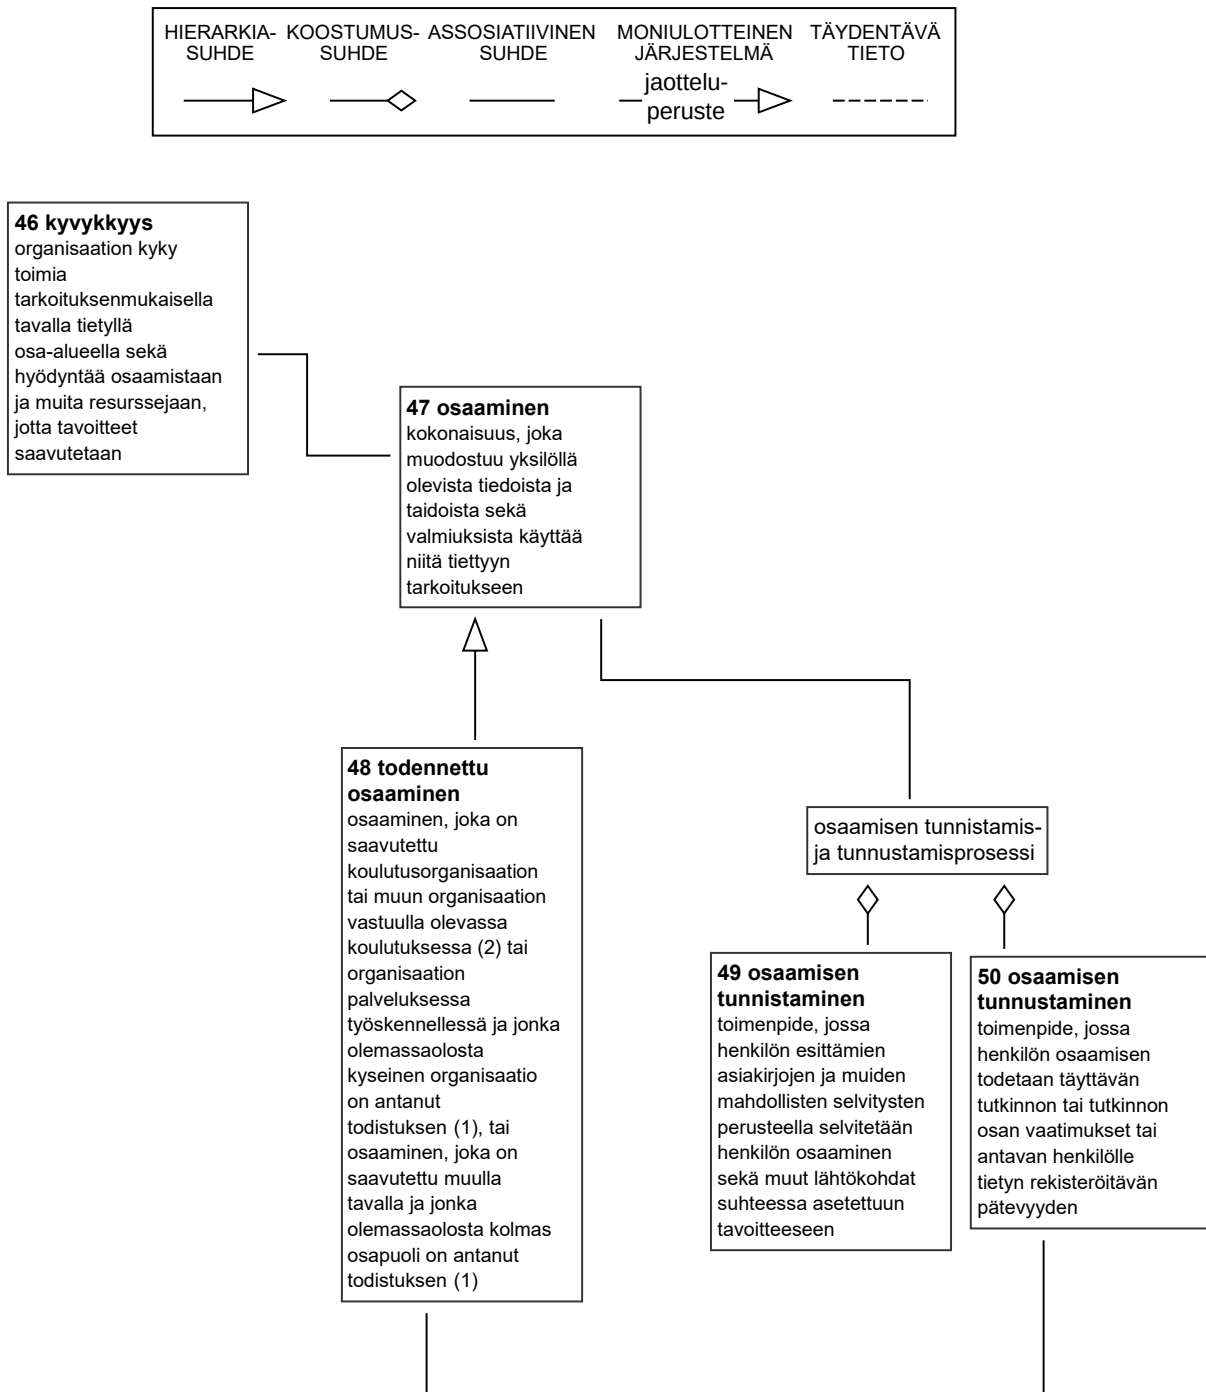 HIERARKIA-
SUHDE
KOOSTUMUS-
SUHDE
ASSOSIATIIVINEN
SUHDE
MONIULOTTEINEN
JÄRJESTELMÄ
jaottelu-
peruste
TÄYDENTÄVÄ
TIETO
46 kyvykkyys
organisaation kyky
toimia
tarkoituksenmukaisella
tavalla tietyllä
osa-alueella sekä
hyödyntää osaamistaan
ja muita resurssejaan,
jotta tavoitteet
saavutetaan
47 osaaminen
kokonaisuus, joka
muodostuu yksilöllä
olevista tiedoista ja
taidoista sekä
valmiuksista käyttää
niitä tiettyyn
tarkoitukseen
48 todennettu
osaaminen
osaaminen, joka on
saavutettu
koulutusorganisaation
tai muun organisaation
vastuulla olevassa
koulutuksessa (2) tai
organisaation
palveluksessa
työskennellessä ja jonka
olemassaolosta
kyseinen organisaatio
on antanut
todistuksen (1), tai
osaaminen, joka on
saavutettu muulla
tavalla ja jonka
olemassaolosta kolmas
osapuoli on antanut
todistuksen (1)
osaamisen tunnistamis-
ja tunnustamisprosessi
49 osaamisen
tunnistaminen
toimenpide, jossa
henkilön esittämien
asiakirjojen ja muiden
mahdollisten selvitysten
perusteella selvitetään
henkilön osaaminen
sekä muut lähtökohdat
suhteessa asetettuun
tavoitteeseen
50 osaamisen
tunnustaminen
toimenpide, jossa
henkilön osaamisen
todetaan täyttävän
tutkinnon tai tutkinnon
osan vaatimukset tai
antavan henkilölle
tietyn rekisteröitävän
pätevyyden